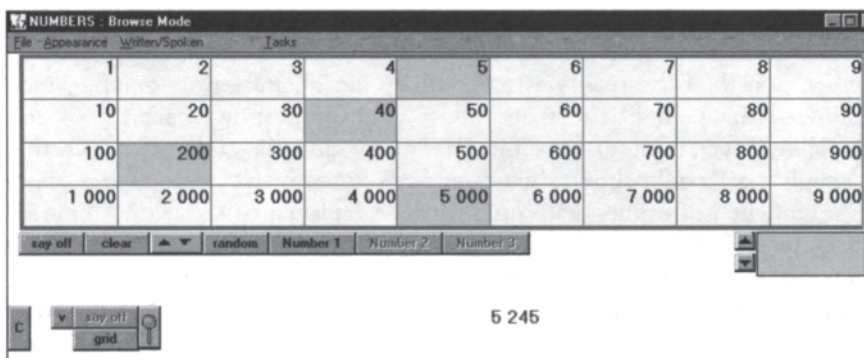 NUMBERS : Browse Mode
File Appearance Written/Spoken Tasks
1 2 3 4 5 6 7 8 9
10 20 30 40 50 60 70 80 90
100 200 300 400 500 600 700 800 900
1 000 2 000 3 000 4 000 5 000 6 000 7 000 8 000 9 000
say off clear random Number 1 Number 2 Number 3
C v say off
grid
5 245